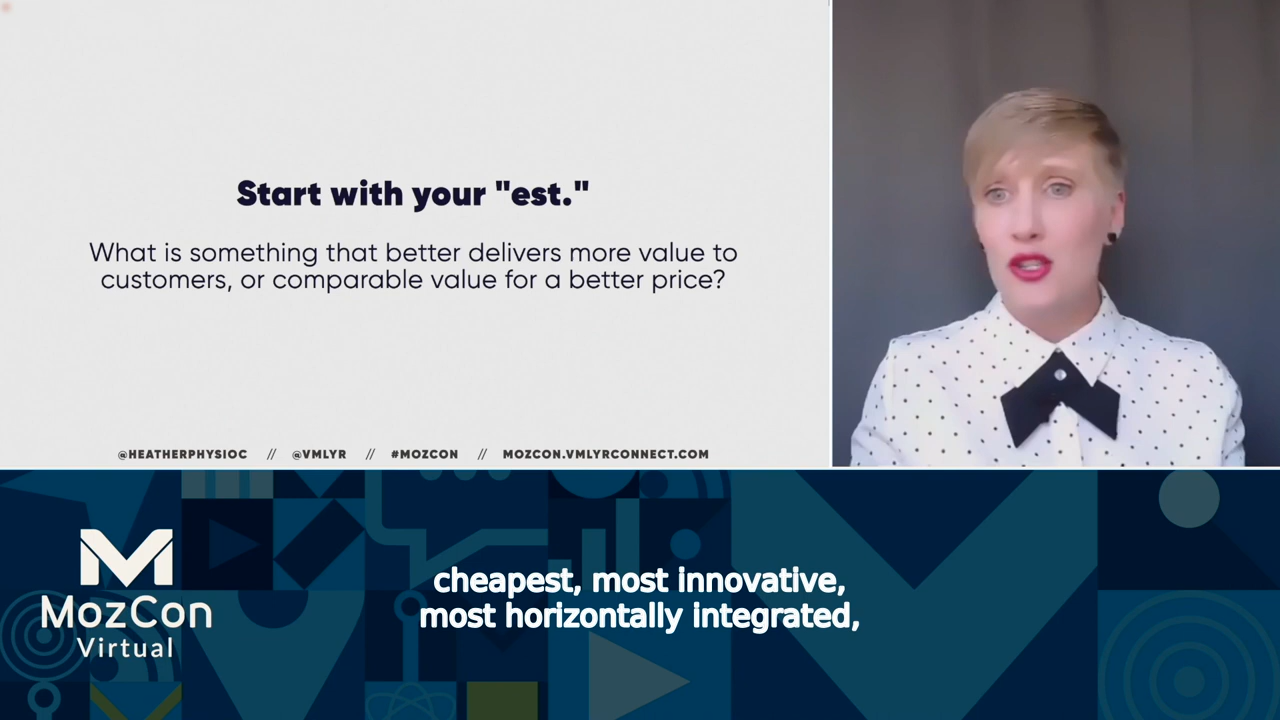 Start with your "est."
What is something that better delivers more value to
customers, or comparable value for a better price?
@HEATHERPHYSIOC // @VMLYR // #MOZCON // MOZCON.VMLYRCONNECT.COM
MozCon
Virtual
cheapest, most innovative,
most horizontally integrated,